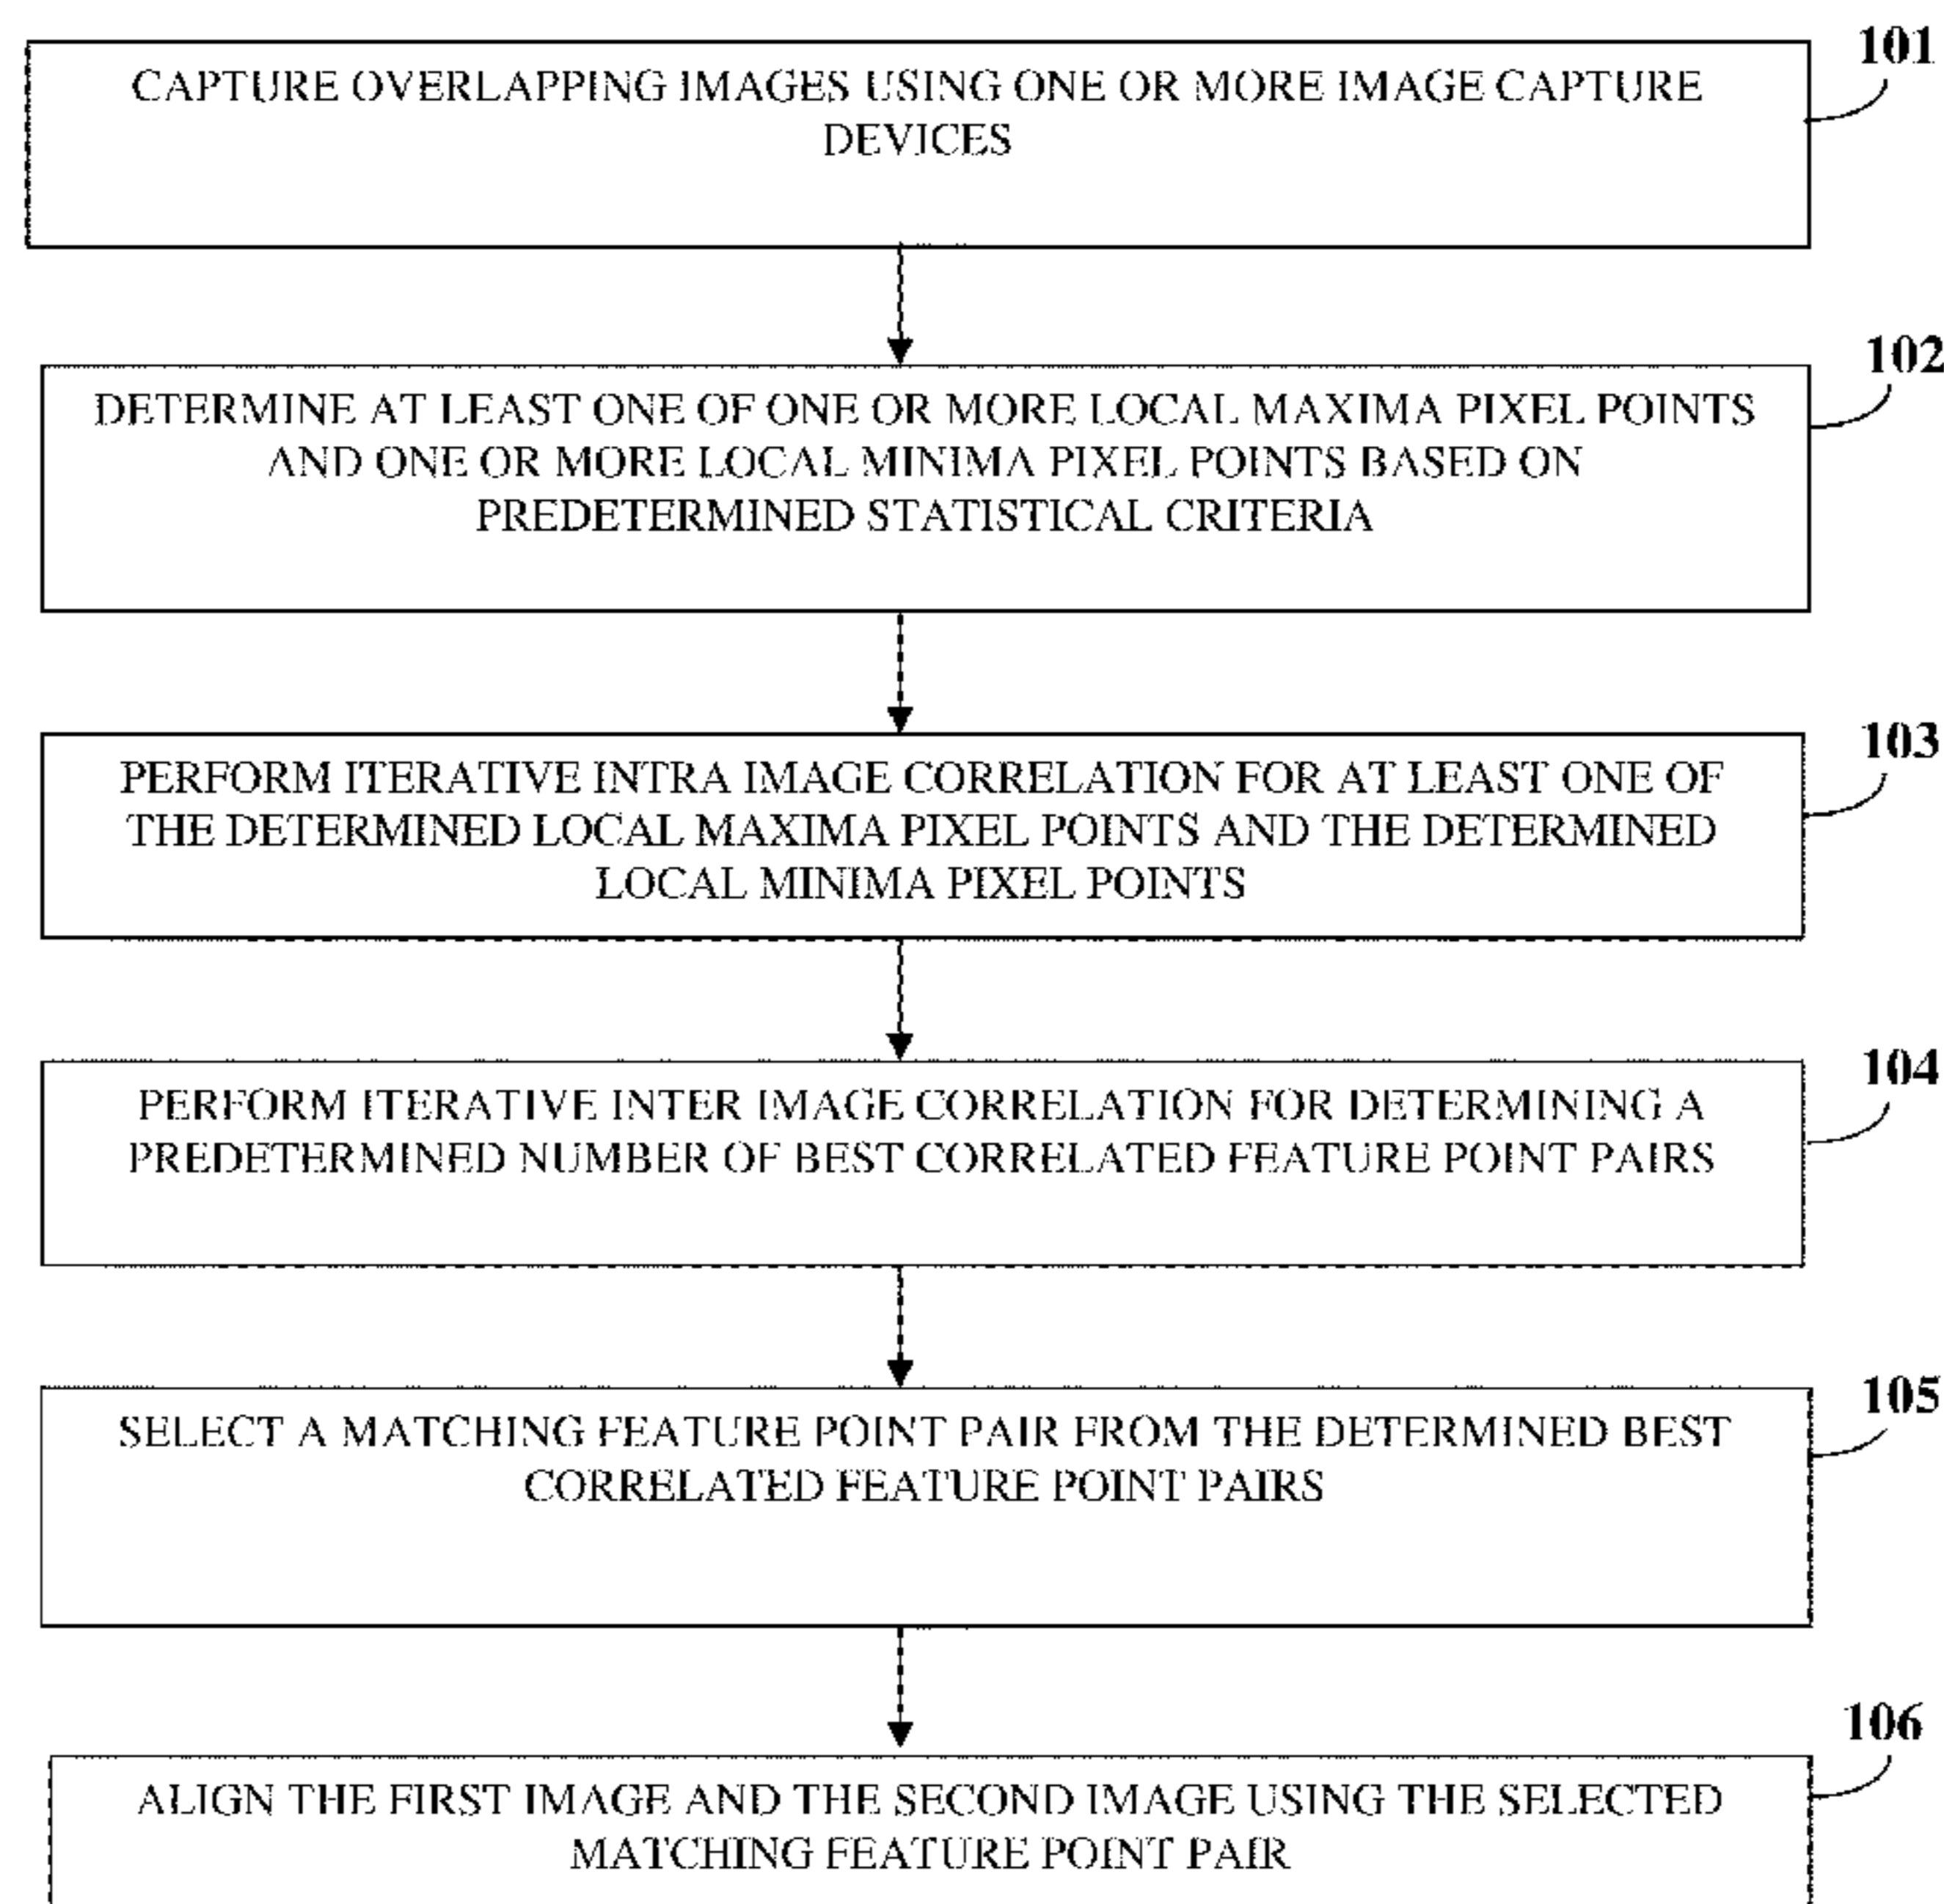 101
CAPTURE OVERLAPPING IMAGES USING ONE OR MORE IMAGE CAPTURE
DEVICES
102
DETERMINE AT LEAST ONE OF ONE OR MORE LOCAL MAXIMA PIXEL POINTS
AND ONE OR MORE LOCAL MINIMA PIXEL POINTS BASED ON
PREDETERMINED STATISTICAL CRITERIA
103
PERFORM ITERATIVE INTRA IMAGE CORRELATION FOR AT LEAST ONE OF
THE DETERMINED LOCAL MAXIMA PIXEL POINTS AND THE DETERMINED
LOCAL MINIMA PIXEL POINTS
104
PERFORM ITERATIVE INTER IMAGE CORRELATION FOR DETERMINING A
PREDETERMINED NUMBER OF BEST CORRELATED FEATURE POINT PAIRS
105
SELECT A MATCHING FEATURE POINT PAIR FROM THE DETERMINED BEST
CORRELATED FEATURE POINT PAIRS
106
ALIGN THE FIRST IMAGE AND THE SECOND IMAGE USING THE SELECTED
MATCHING FEATURE POINT PAIR